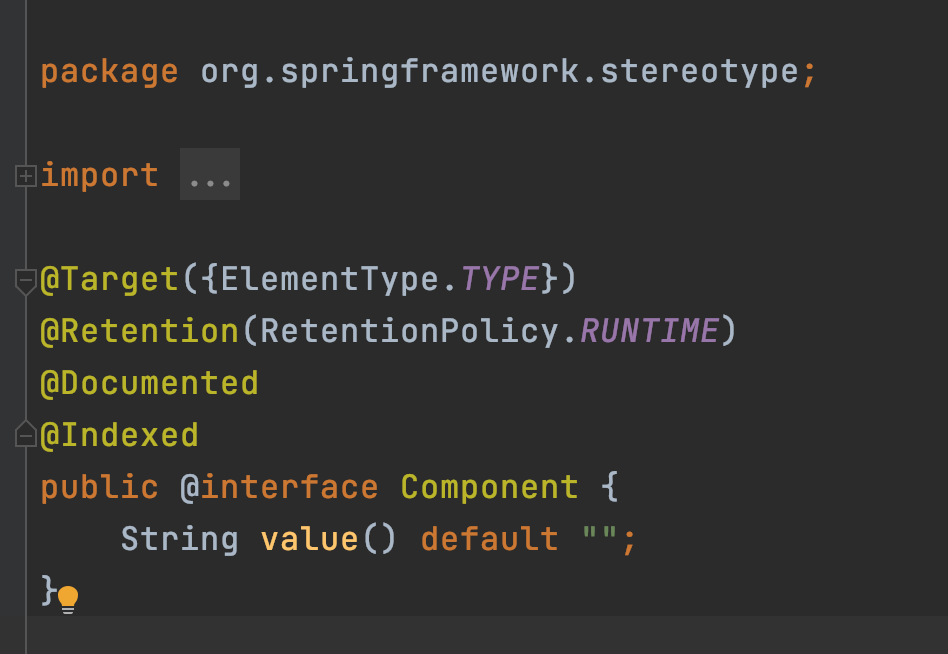 package org.springframework.stereotype;
import ...
@Target({ElementType.TYPE})
@Retention(RetentionPolicy.RUNTIME)
@Documented
@Indexed
public @interface Component {
    String value() default "";
}